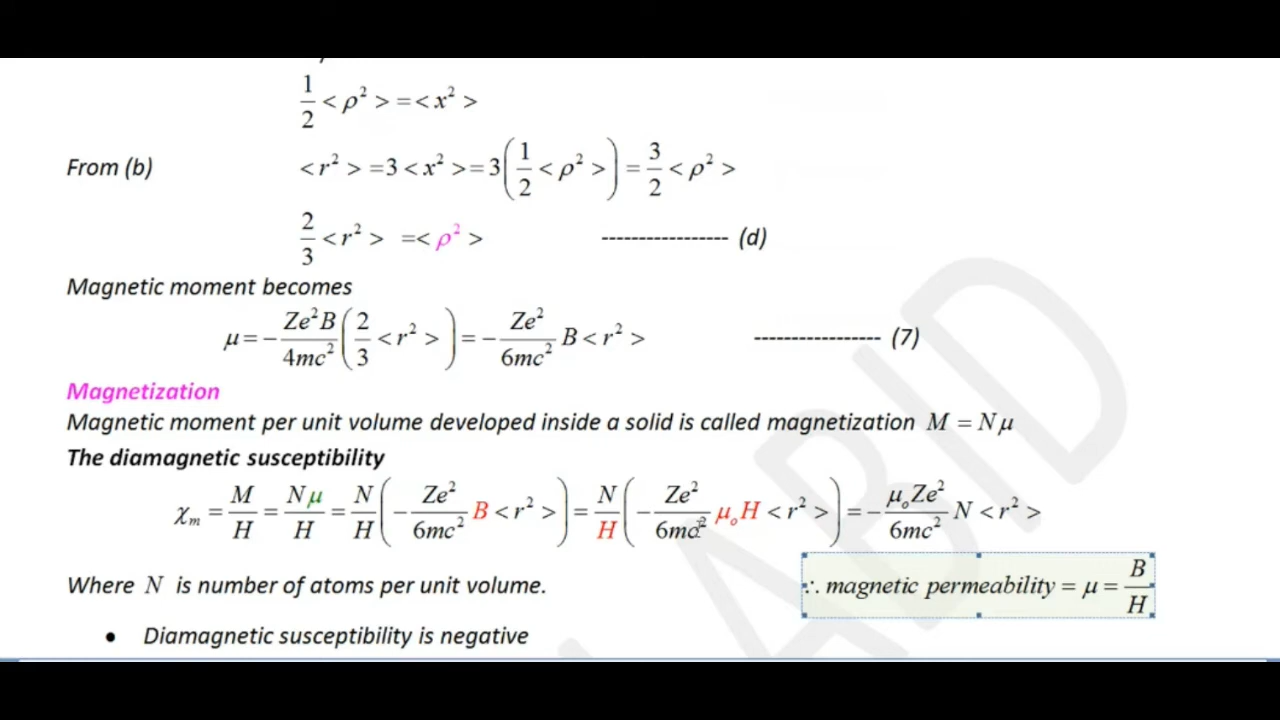 1/2 < ρ² > = < x² >
From (b) < r² > = 3 < x² > = 3( 1/2 < ρ² > ) = 3/2 < ρ² >
2/3 < r² > = < ρ² > ----------------- (d)
Magnetic moment becomes
μ = − Ze²B/4mc² ( 2/3 < r² > ) = − Ze²/6mc² B < r² > ----------------- (7)
Magnetization
Magnetic moment per unit volume developed inside a solid is called magnetization M = Nμ
The diamagnetic susceptibility
χₘ = M/H = Nμ/H = N/H ( − Ze²/6mc² B < r² > ) = N/H ( − Ze²/6mc² μₒH < r² > ) = − μₒZe²/6mc² N < r² >
Where N is number of atoms per unit volume. ∴ magnetic permeability = μ = B/H
• Diamagnetic susceptibility is negative